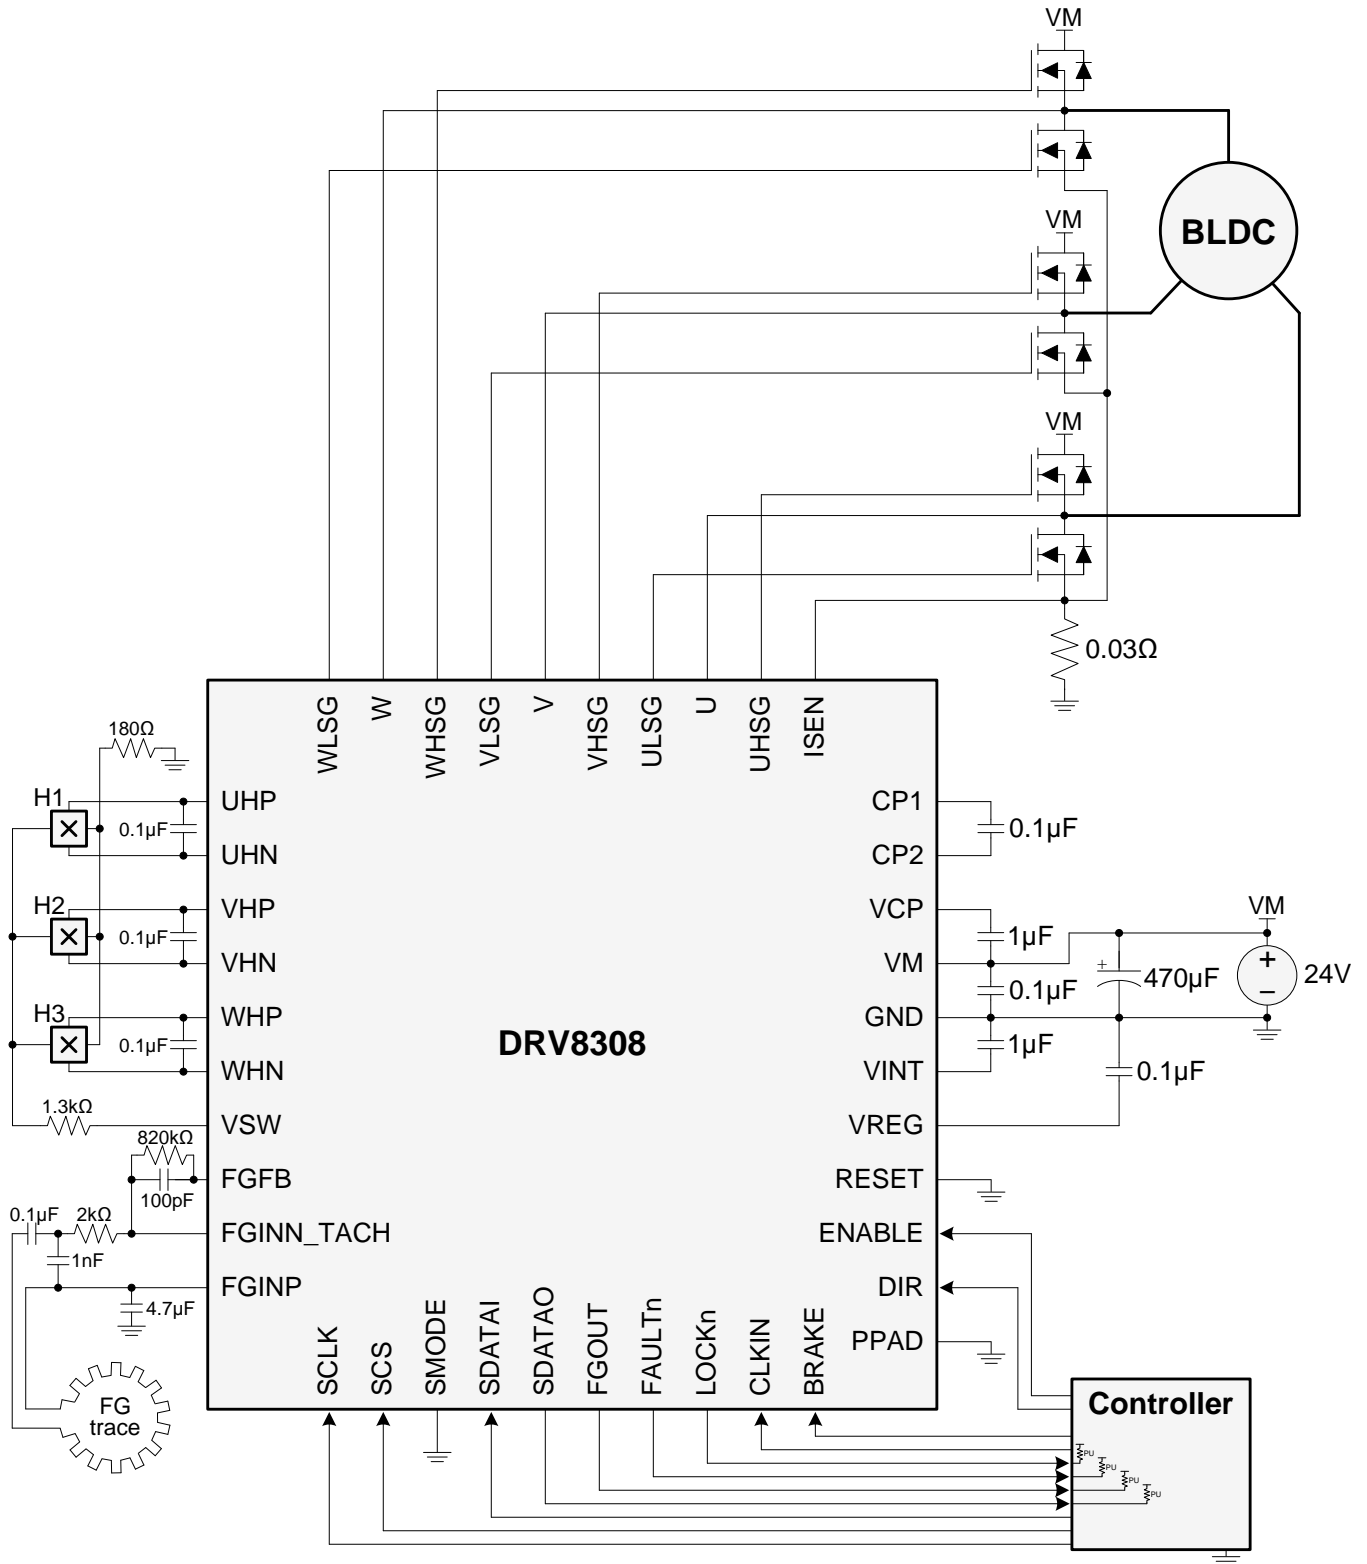 VM
VM
BLDC
VM
0.03Ω
WLSG
W
WHSG
VLSG
V
VHSG
ULSG
U
UHSG
ISEN
180Ω
H1
0.1µF
UHP
UHN
H2
0.1µF
VHP
VHN
H3
0.1µF
WHP
WHN
1.3kΩ
VSW
820kΩ
100pF
FGFB
0.1µF
2kΩ
1nF
FGINN_TACH
FGINP
4.7µF
FG
trace
DRV8308
CP1
0.1µF
CP2
VCP
1µF
VM
0.1µF
GND
1µF
VINT
VREG
470µF
+
VM
+
−
24V
0.1µF
RESET
ENABLE
DIR
PPAD
SCLK
SCS
SMODE
SDATAI
SDATAO
FGOUT
FAULTn
LOCKn
CLKIN
BRAKE
Controller
PU
PU
PU
PU